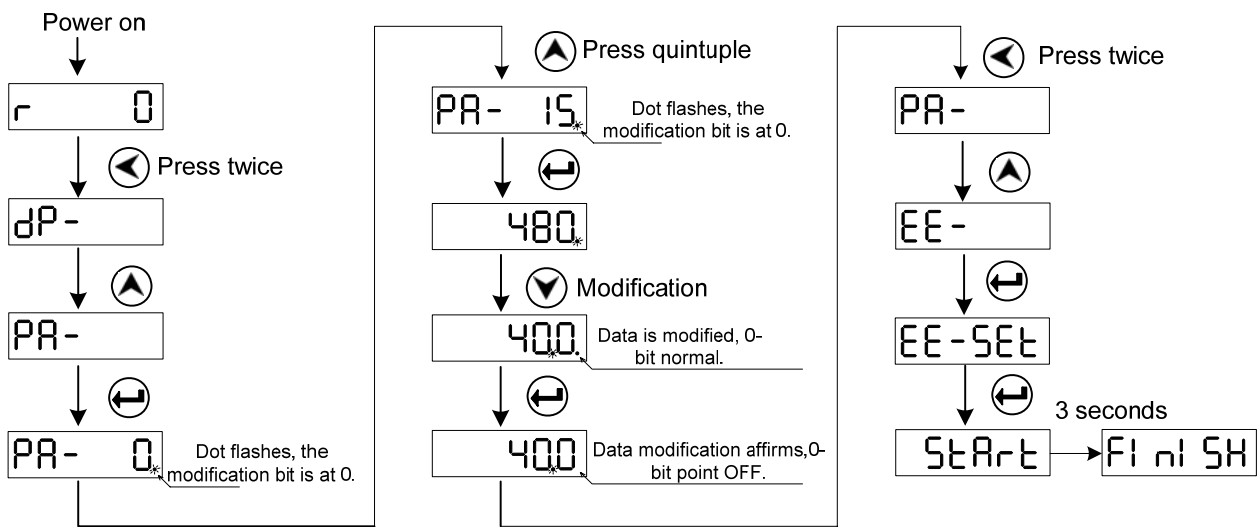 Power on
r 0
Press twice
dP-
PA-
PA- 0.
Dot flashes, the
modification bit is at 0.
Press quintuple
PA- 15.
Dot flashes, the
modification bit is at 0.
480.
Modification
40.0.
Data is modified, 0-
bit normal.
40.0
Data modification affirms,0-
bit point OFF.
Press twice
PA-
EE-
EE-SEt
3 seconds
StArt
FI nI SH